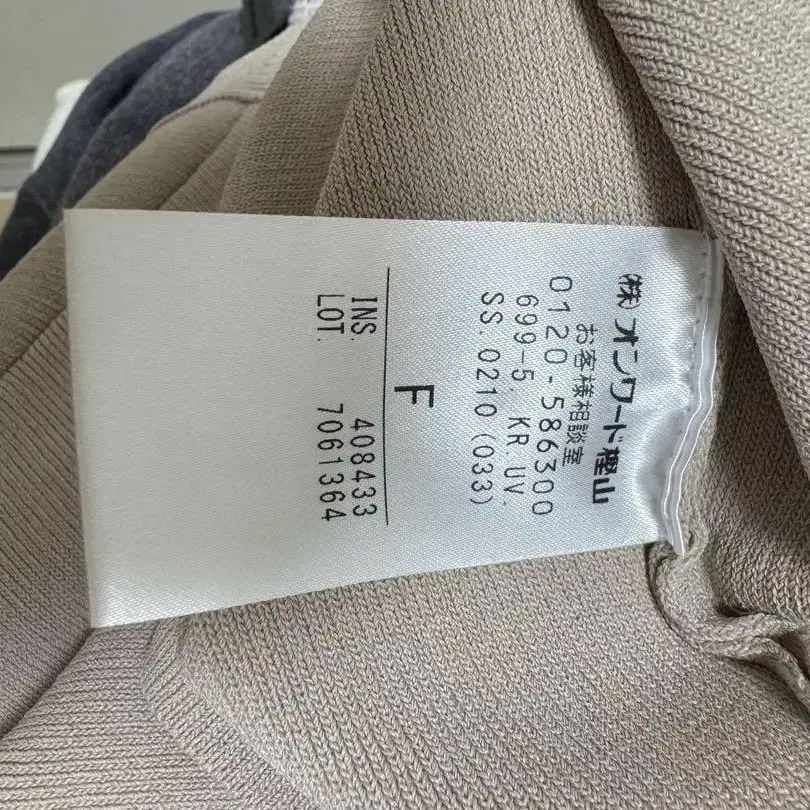 (株)オンワード樫山
お客様相談室
0120-586300
699-5. KR.UV.
SS. 0210 (033)
F
INS. 408433
LOT. 7061364